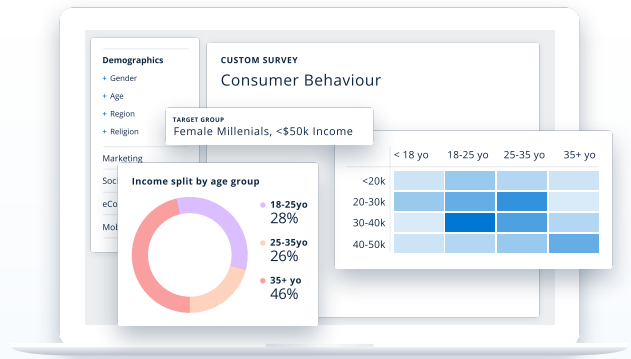 Demographics
+ Gender
+ Age
+ Region
+ Religion
Marketing
CUSTOM SURVEY
Consumer Behaviour
TARGET GROUP
Female Millenials, <$50k Income
Income split by age group
18-25yo
28%
25-35yo
26%
35+ yo
46%
< 18 yo 18-25 yo 25-35 yo 35+ yo
<20k
20-30k
30-40k
40-50k